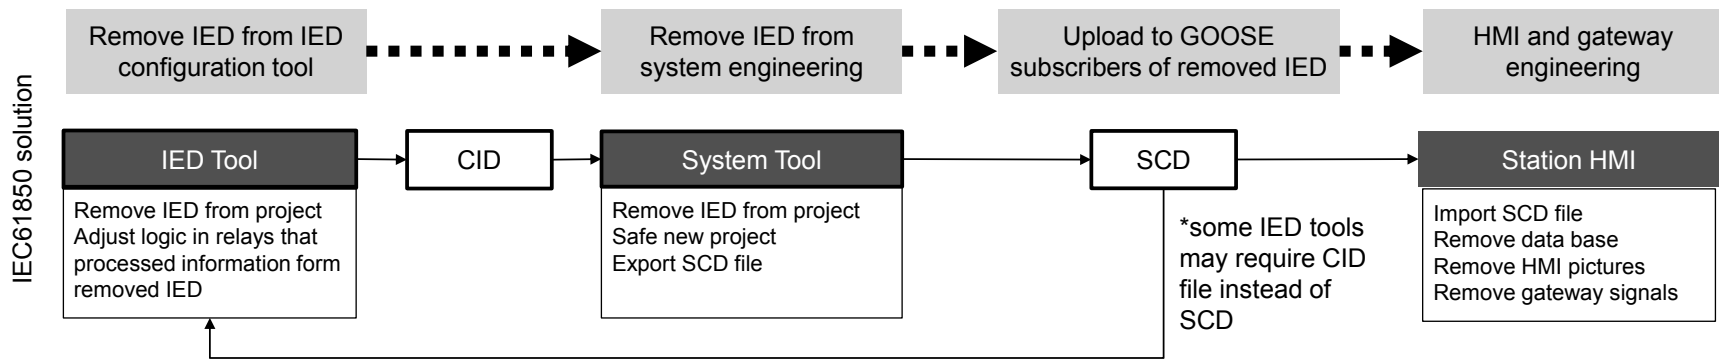 Remove IED from IED
configuration tool
Remove IED from
system engineering
Upload to GOOSE
subscribers of removed IED
HMI and gateway
engineering
IEC61850 solution
IED Tool
CID
System Tool
SCD
Station HMI
Remove IED from project
Adjust logic in relays that
processed information form
removed IED
Remove IED from project
Safe new project
Export SCD file
*some IED tools
may require CID
file instead of
SCD
Import SCD file
Remove data base
Remove HMI pictures
Remove gateway signals